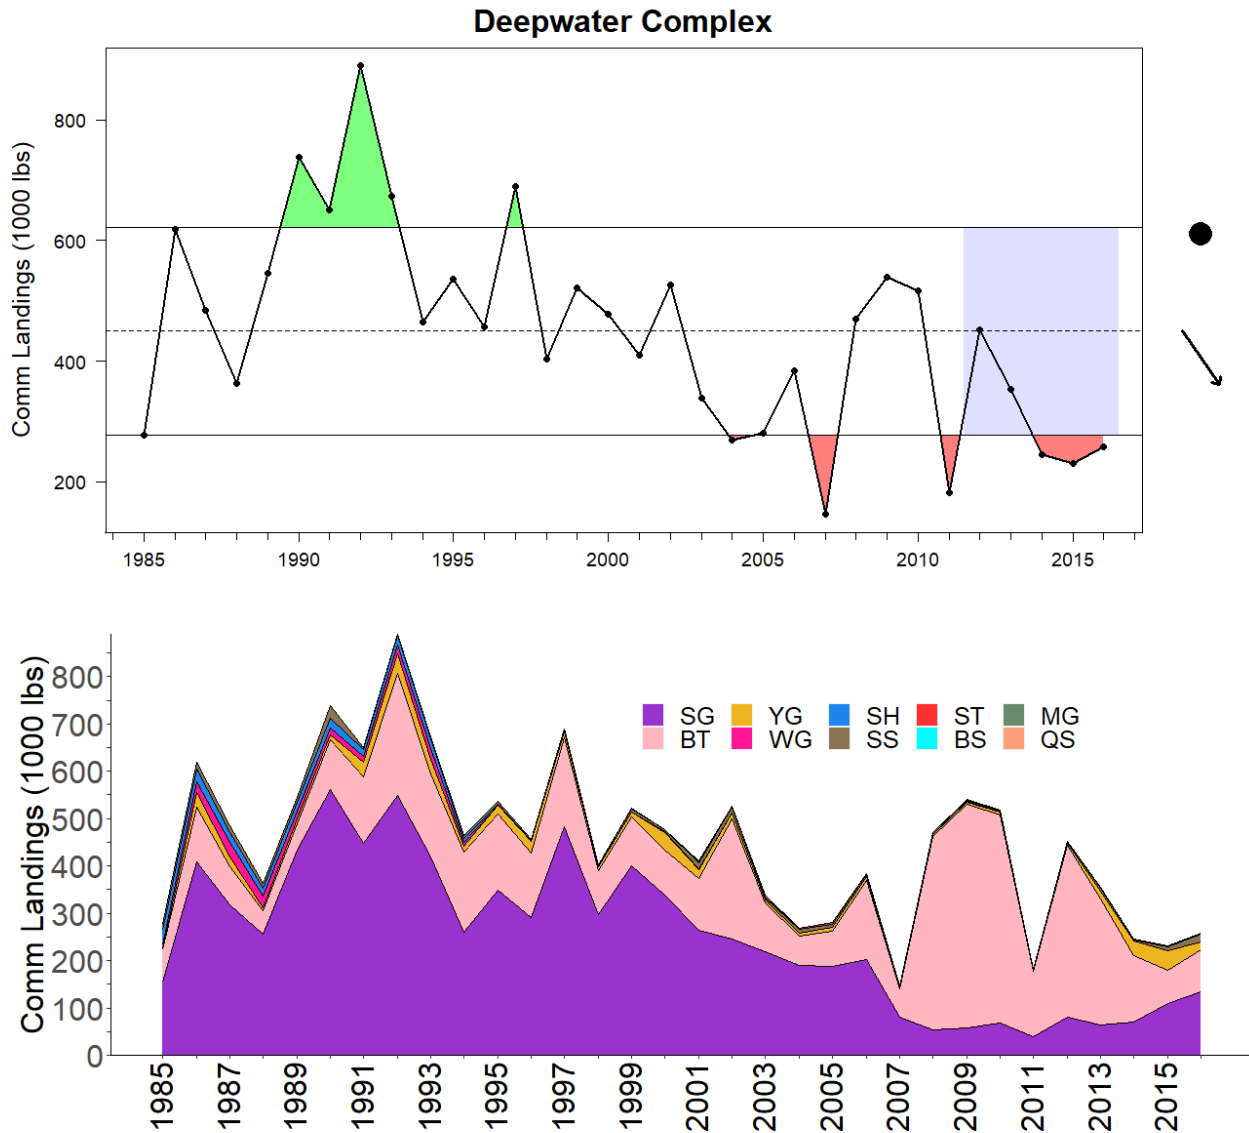 Deepwater Complex
Comm Landings (1000 lbs)
800
600
400
200
1985 1990 1995 2000 2005 2010 2015
Comm Landings (1000 lbs)
800
700
600
500
400
300
200
100
0
SG YG SH ST MG
BT WG SS BS QS
1985 1987 1989 1991 1993 1995 1997 1999 2001 2003 2005 2007 2009 2011 2013 2015